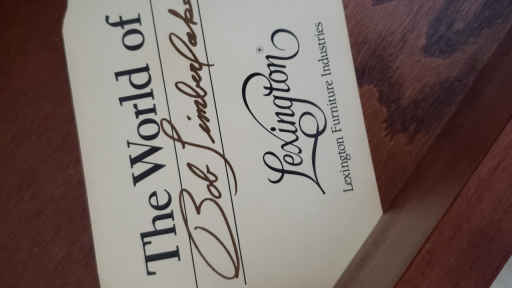 The World of
Bob Timberlake
Lexington®
Lexington Furniture Industries